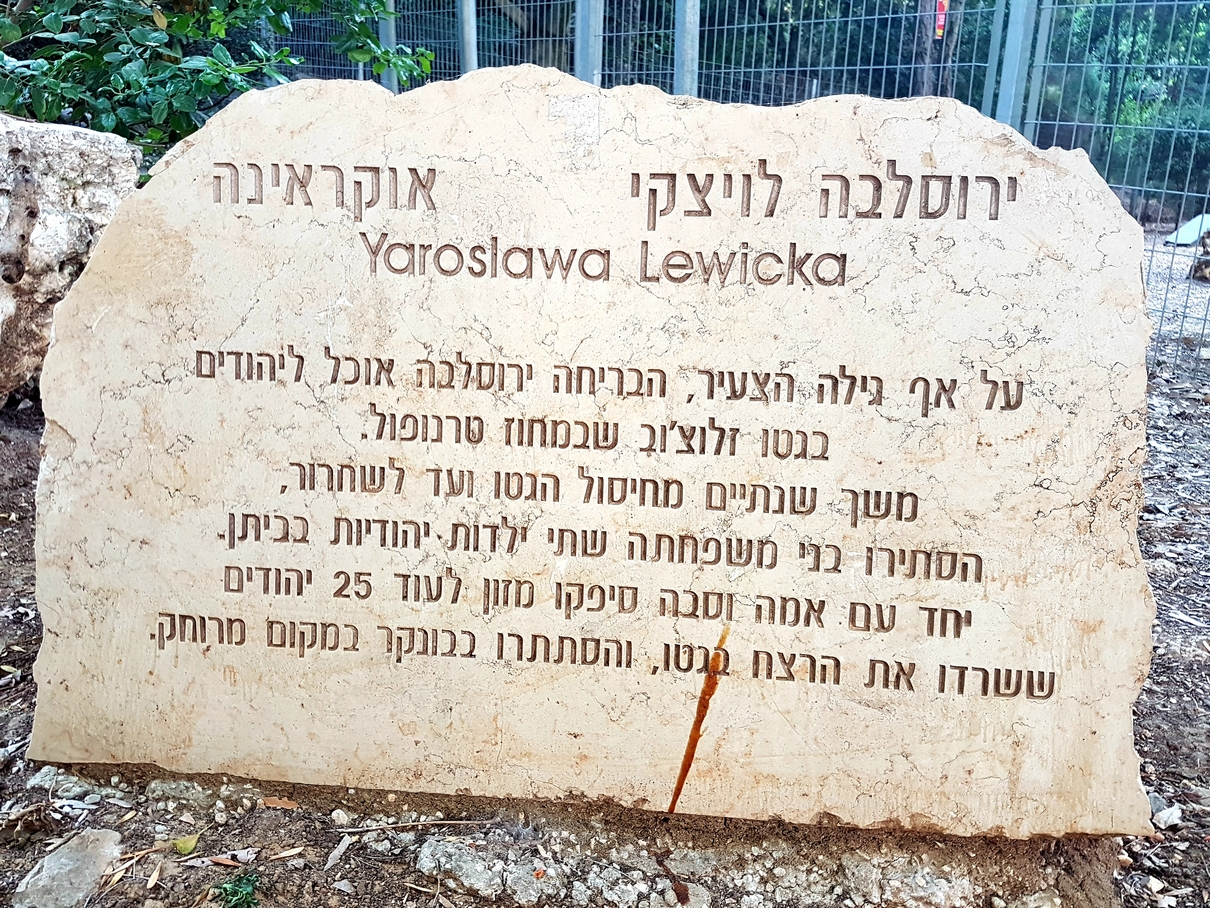 ירוסלבה לויצקי אוקראינה
Yaroslawa Lewicka
על אף גילה הצעיר, הבריחה ירוסלבה אוכל ליהודים
בגטו זלוצ'וב שבמחוז טרנופול.
משך שנתיים מחיסול הגטו ועד לשחרור,
הסתירו בני משפחתה שתי ילדות יהודיות בביתן.
יחד עם אמה וסבה סיפקו מזון לעוד 25 יהודים
ששרדו את הרצח בגטו, והסתתרו בבונקר במקום מרוחק.